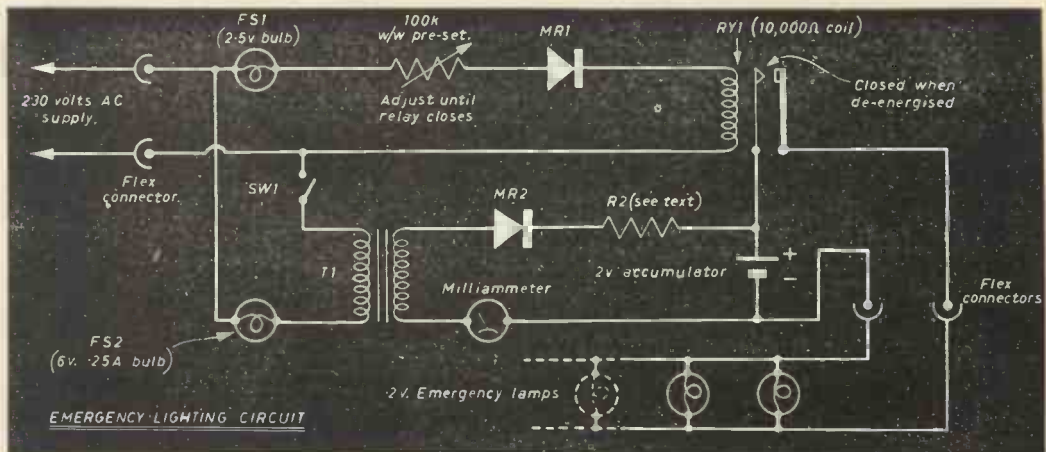 FS1
(2·5v bulb)
100k
w/w pre-set.
MR1
RY1 (10,000Ω coil)
230 volts AC
supply.
Adjust until
relay closes
Closed when
de-energised
Flex
connector
SW1
MR2
R2 (see text)
T1
2v accumulator
+
−
Milliammeter
Flex
connectors
FS2
(6v. ·25A bulb)
2v. Emergency lamps
EMERGENCY LIGHTING CIRCUIT